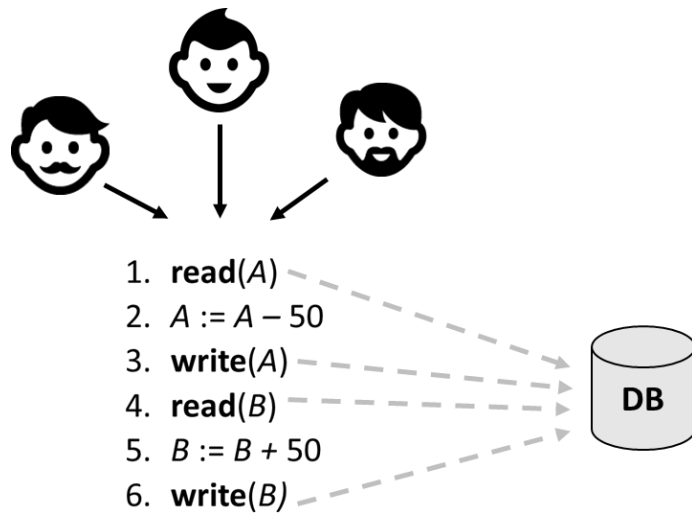 1. read(A)
2. A := A – 50
3. write(A)
4. read(B)
5. B := B + 50
6. write(B)
DB